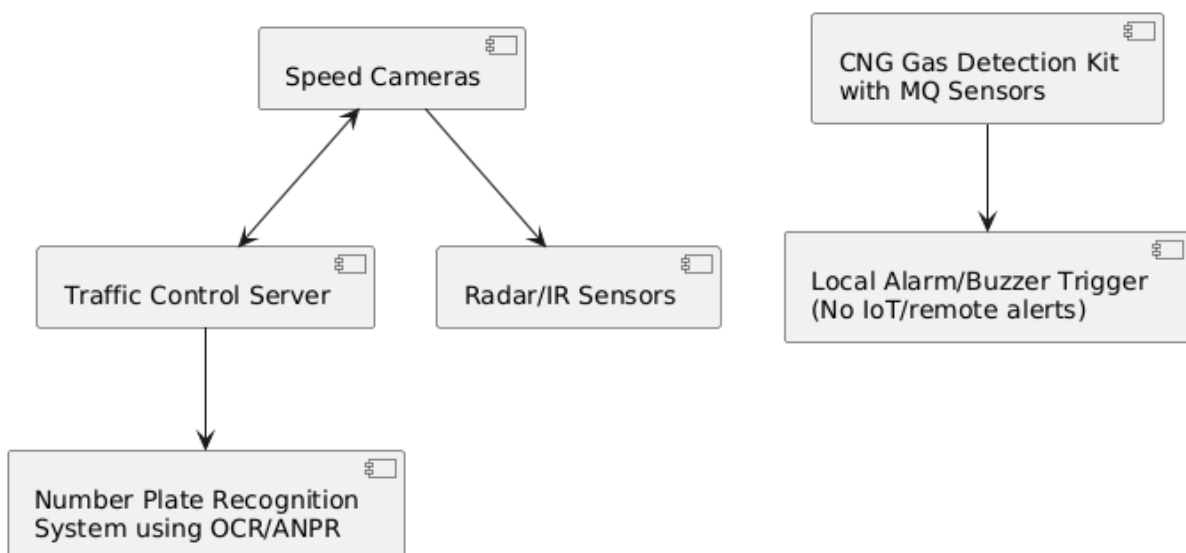 Speed Cameras
CNG Gas Detection Kit
with MQ Sensors
Traffic Control Server
Radar/IR Sensors
Local Alarm/Buzzer Trigger
(No IoT/remote alerts)
Number Plate Recognition
System using OCR/ANPR